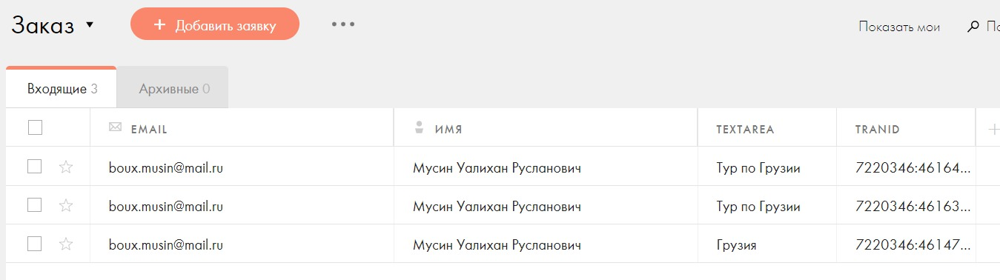 Заказ
+ Добавить заявку
Показать мои
Входящие 3
Архивные 0
EMAIL ИМЯ TEXTAREA TRANID
boux.musin@mail.ru Мусин Уалихан Русланович Тур по Грузии 7220346:46164...
boux.musin@mail.ru Мусин Уалихан Русланович Тур по Грузии 7220346:46163...
boux.musin@mail.ru Мусин Уалихан Русланович Грузия 7220346:46147...